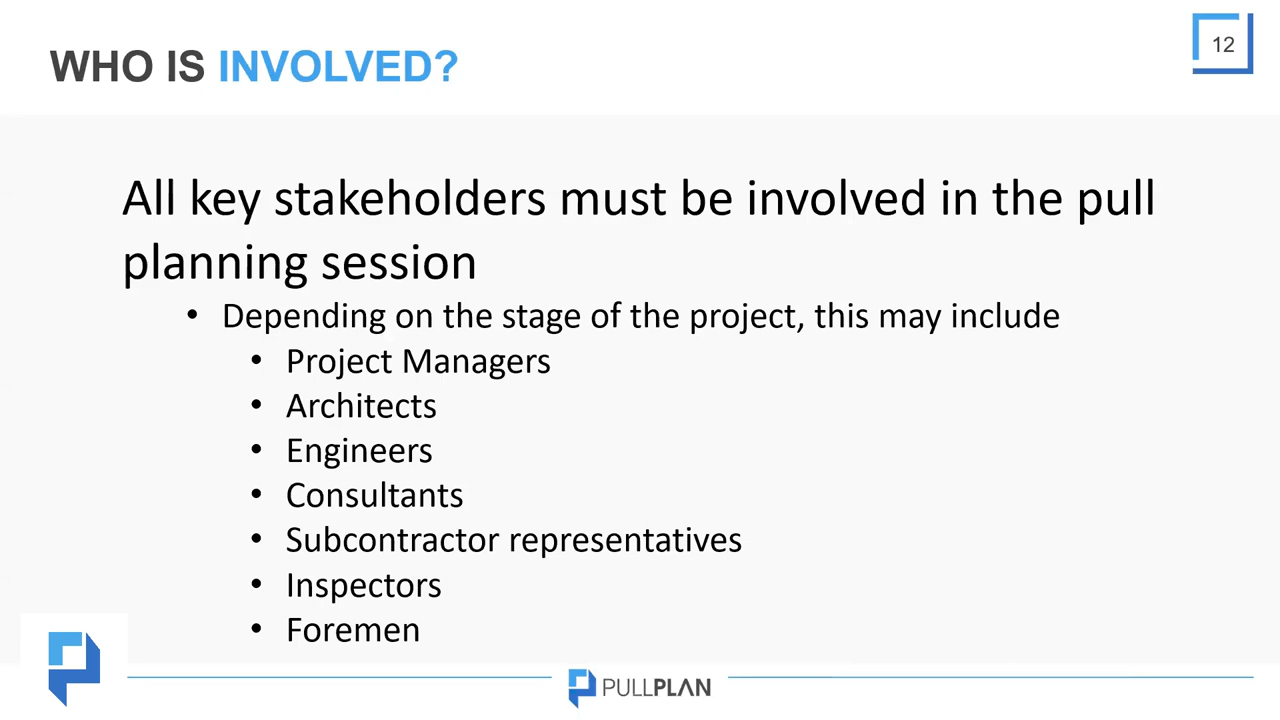 WHO IS INVOLVED?
12
All key stakeholders must be involved in the pull
planning session
• Depending on the stage of the project, this may include
• Project Managers
• Architects
• Engineers
• Consultants
• Subcontractor representatives
• Inspectors
• Foremen
PULLPLAN